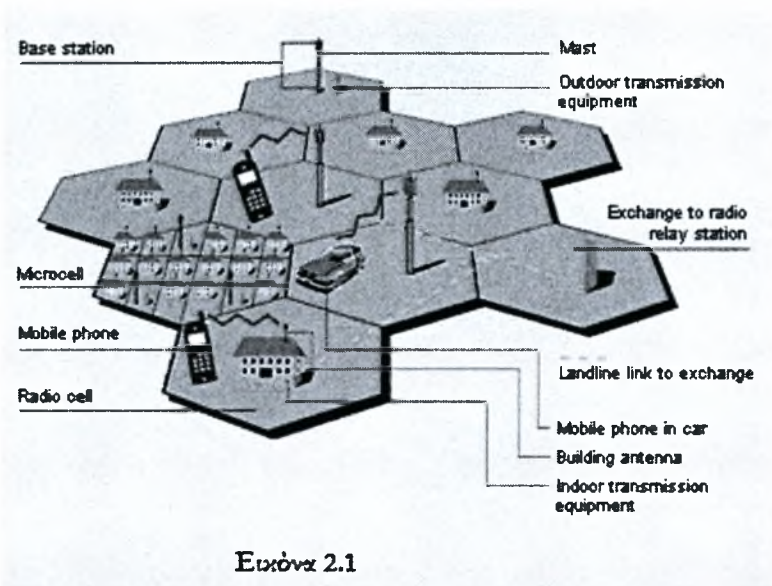 Base station
Mast
Outdoor transmission
equipment
Exchange to radio
relay station
Microcell
Mobile phone
Landline link to exchange
Radio cell
Mobile phone in car
Building antenna
Indoor transmission
equipment
Εικόνα 2.1